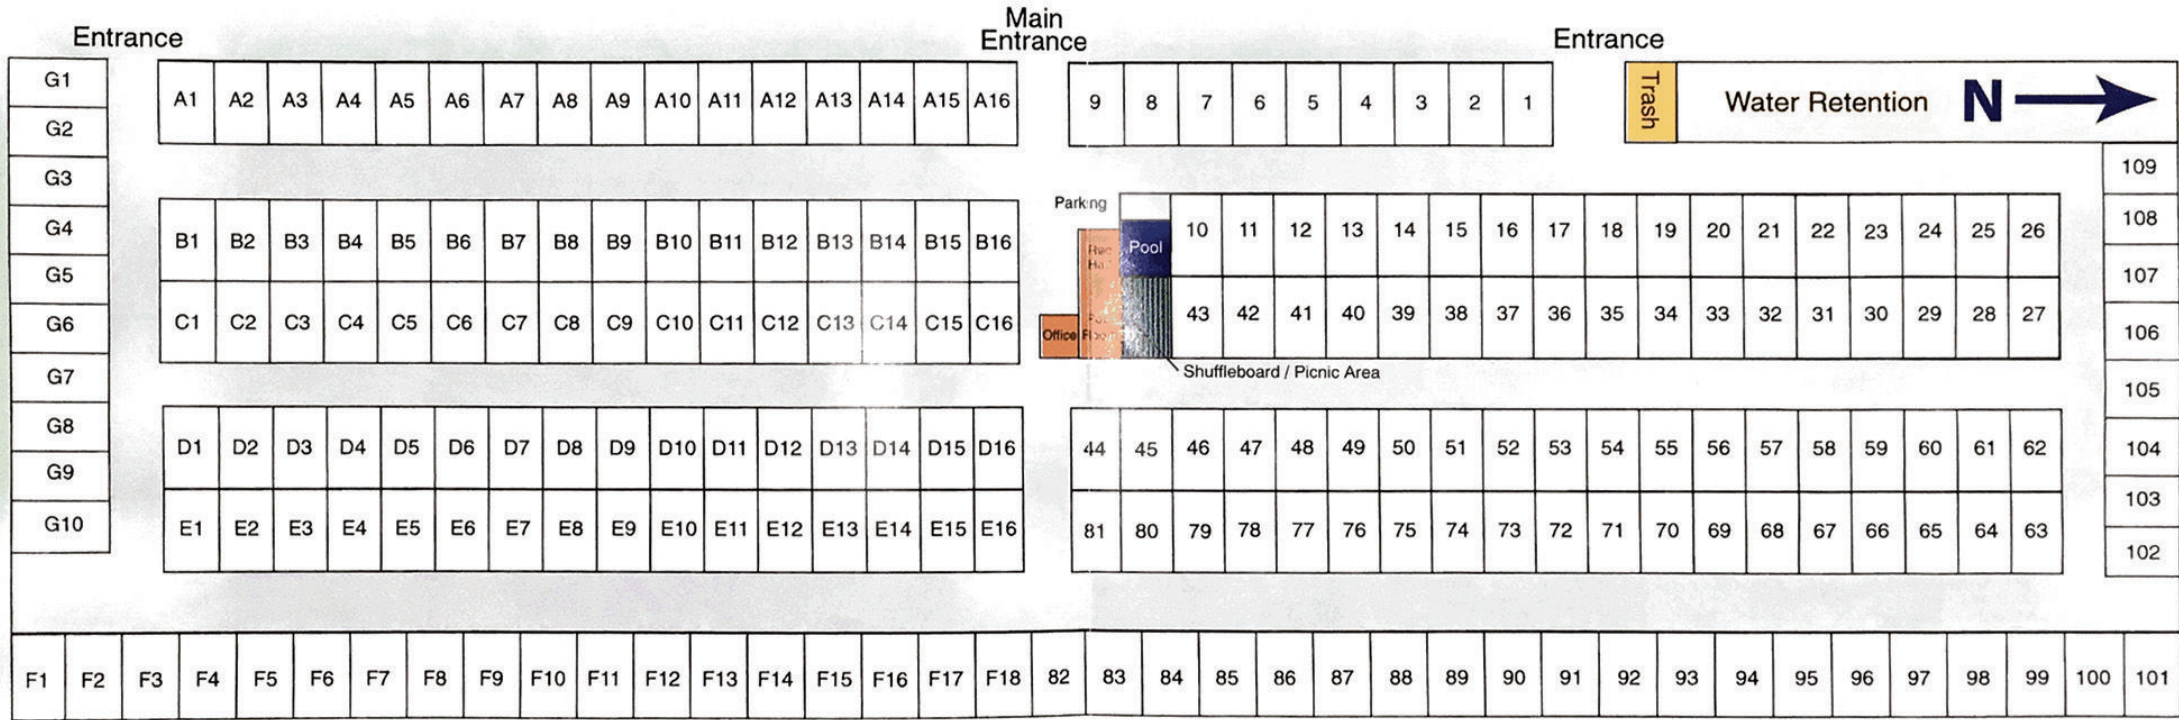 Entrance
Main
Entrance
Entrance
G1
G2
G3
G4
G5
G6
G7
G8
G9
G10
A1 A2 A3 A4 A5 A6 A7 A8 A9 A10 A11 A12 A13 A14 A15 A16
9 8 7 6 5 4 3 2 1
Trash
Water Retention N
B1 B2 B3 B4 B5 B6 B7 B8 B9 B10 B11 B12 B13 B14 B15 B16
C1 C2 C3 C4 C5 C6 C7 C8 C9 C10 C11 C12 C13 C14 C15 C16
Parking
Pool
Office
10 11 12 13 14 15 16 17 18 19 20 21 22 23 24 25 26
43 42 41 40 39 38 37 36 35 34 33 32 31 30 29 28 27
Shuffleboard / Picnic Area
109
108
107
106
105
104
103
102
D1 D2 D3 D4 D5 D6 D7 D8 D9 D10 D11 D12 D13 D14 D15 D16
E1 E2 E3 E4 E5 E6 E7 E8 E9 E10 E11 E12 E13 E14 E15 E16
44 45 46 47 48 49 50 51 52 53 54 55 56 57 58 59 60 61 62
81 80 79 78 77 76 75 74 73 72 71 70 69 68 67 66 65 64 63
F1 F2 F3 F4 F5 F6 F7 F8 F9 F10 F11 F12 F13 F14 F15 F16 F17 F18 82 83 84 85 86 87 88 89 90 91 92 93 94 95 96 97 98 99 100 101